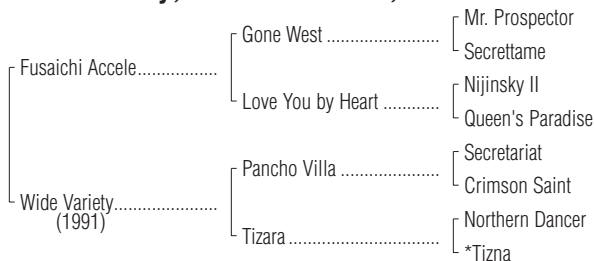 Mr. Prospector
Gone West
Secrettame
Fusaichi Accele
Nijinsky II
Love You by Heart
Queen's Paradise
Secretariat
Pancho Villa
Crimson Saint
Wide Variety
(1991)
Northern Dancer
Tizara
*Tizna